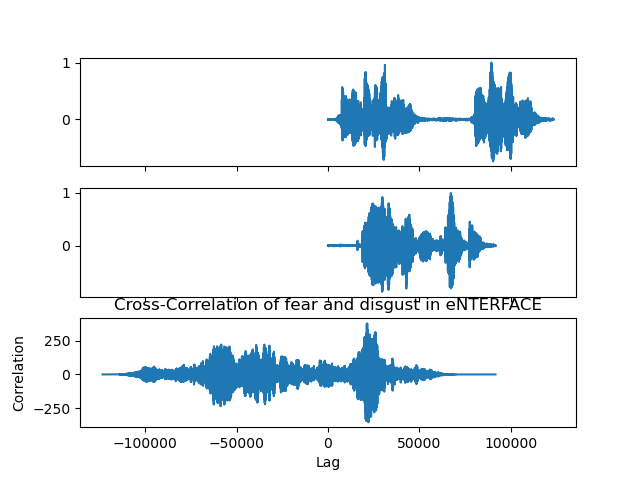 1
0
1
0
Cross-Correlation of fear and disgust in eNTERFACE
Correlation
250
0
−250
−100000 −50000 0 50000 100000
Lag